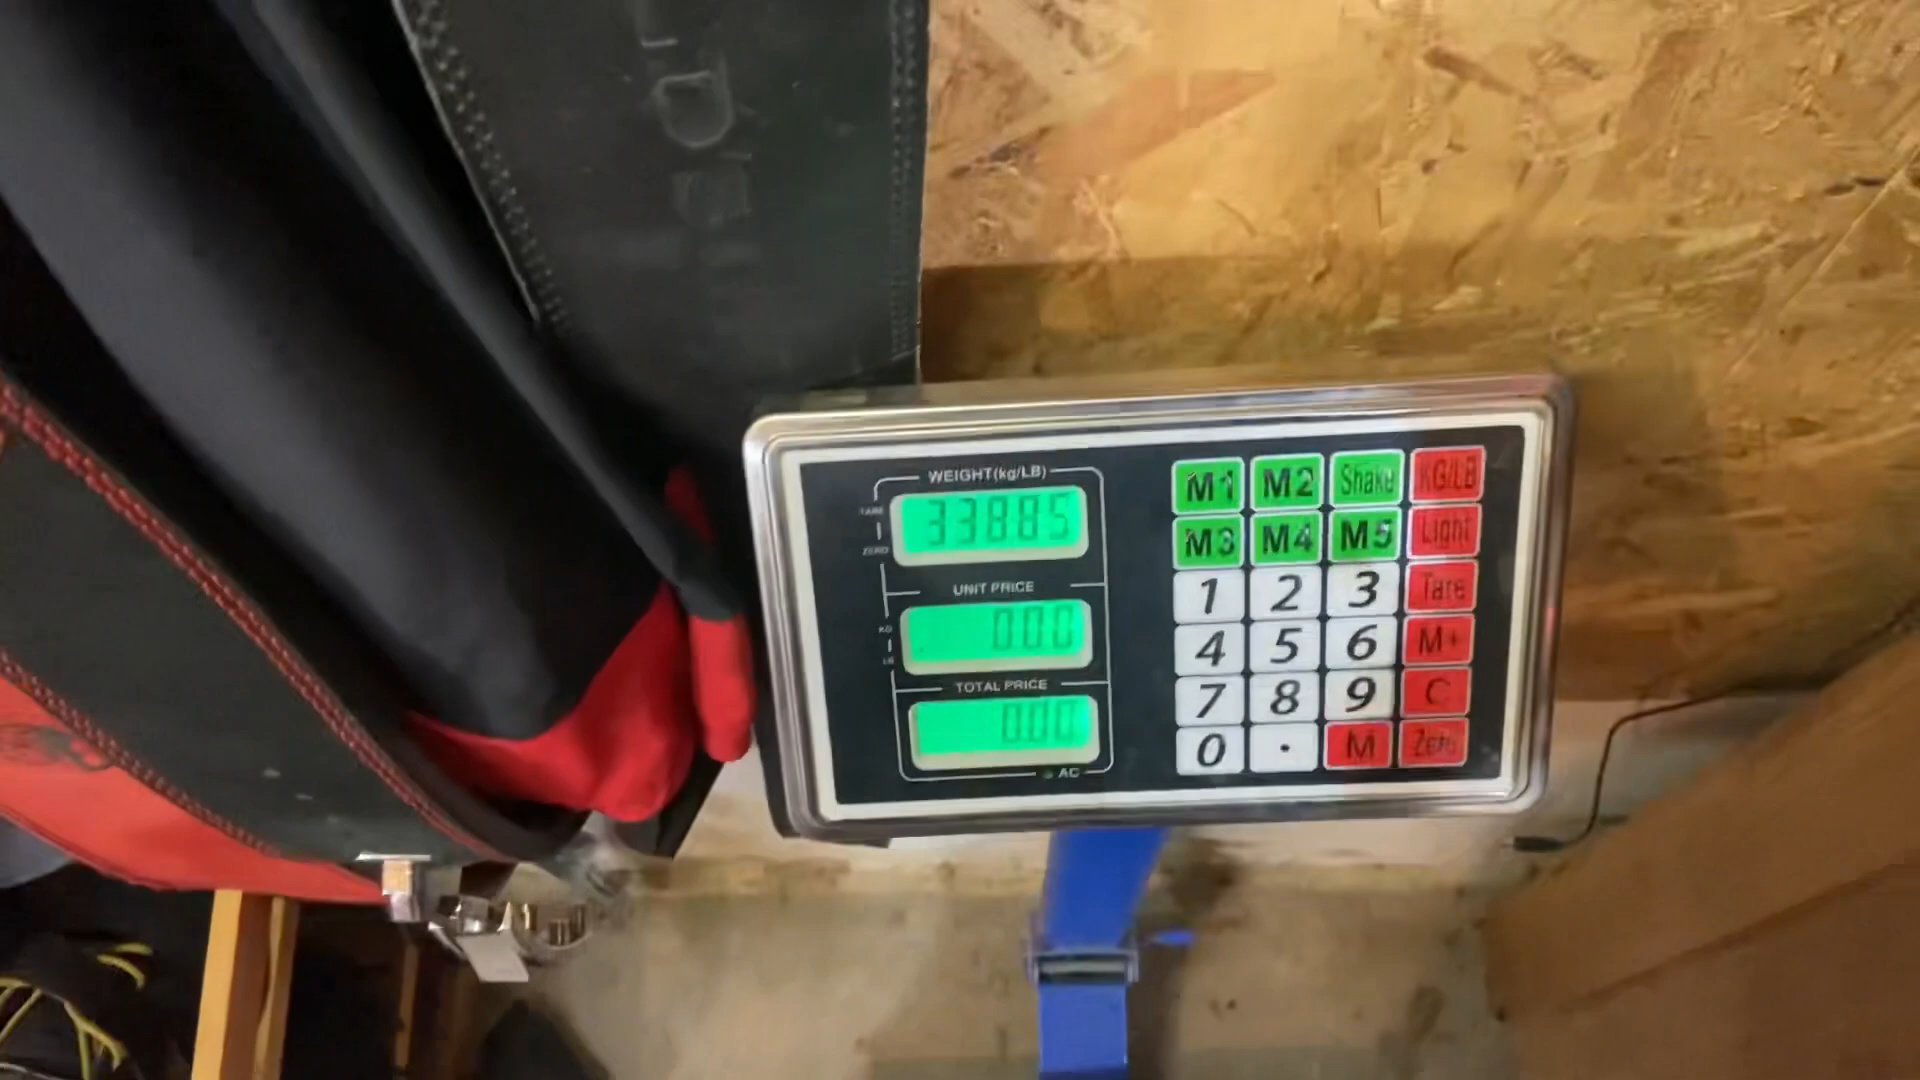 WEIGHT(kg/LB)
TARE
33885
ZERO
UNIT PRICE
KG
0.00
LB
TOTAL PRICE
0.00
AC
M1 M2 Shake KG/LB
M3 M4 M5 Light
1 2 3 Tare
4 5 6 M+
7 8 9 C
0 . M Zero